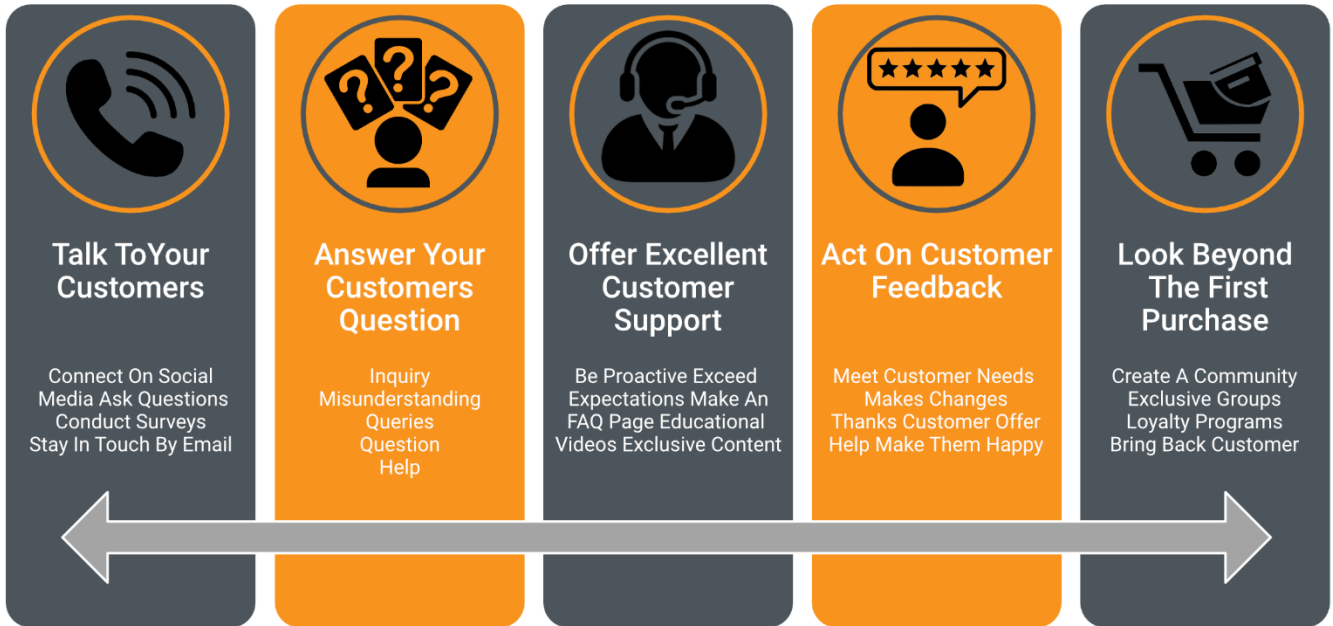 Talk ToYour
Customers
Connect On Social
Media Ask Questions
Conduct Surveys
Stay In Touch By Email
Answer Your
Customers
Question
Inquiry
Misunderstanding
Queries
Question
Help
Offer Excellent
Customer
Support
Be Proactive Exceed
Expectations Make An
FAQ Page Educational
Videos Exclusive Content
Act On Customer
Feedback
Meet Customer Needs
Makes Changes
Thanks Customer Offer
Help Make Them Happy
Look Beyond
The First
Purchase
Create A Community
Exclusive Groups
Loyalty Programs
Bring Back Customer